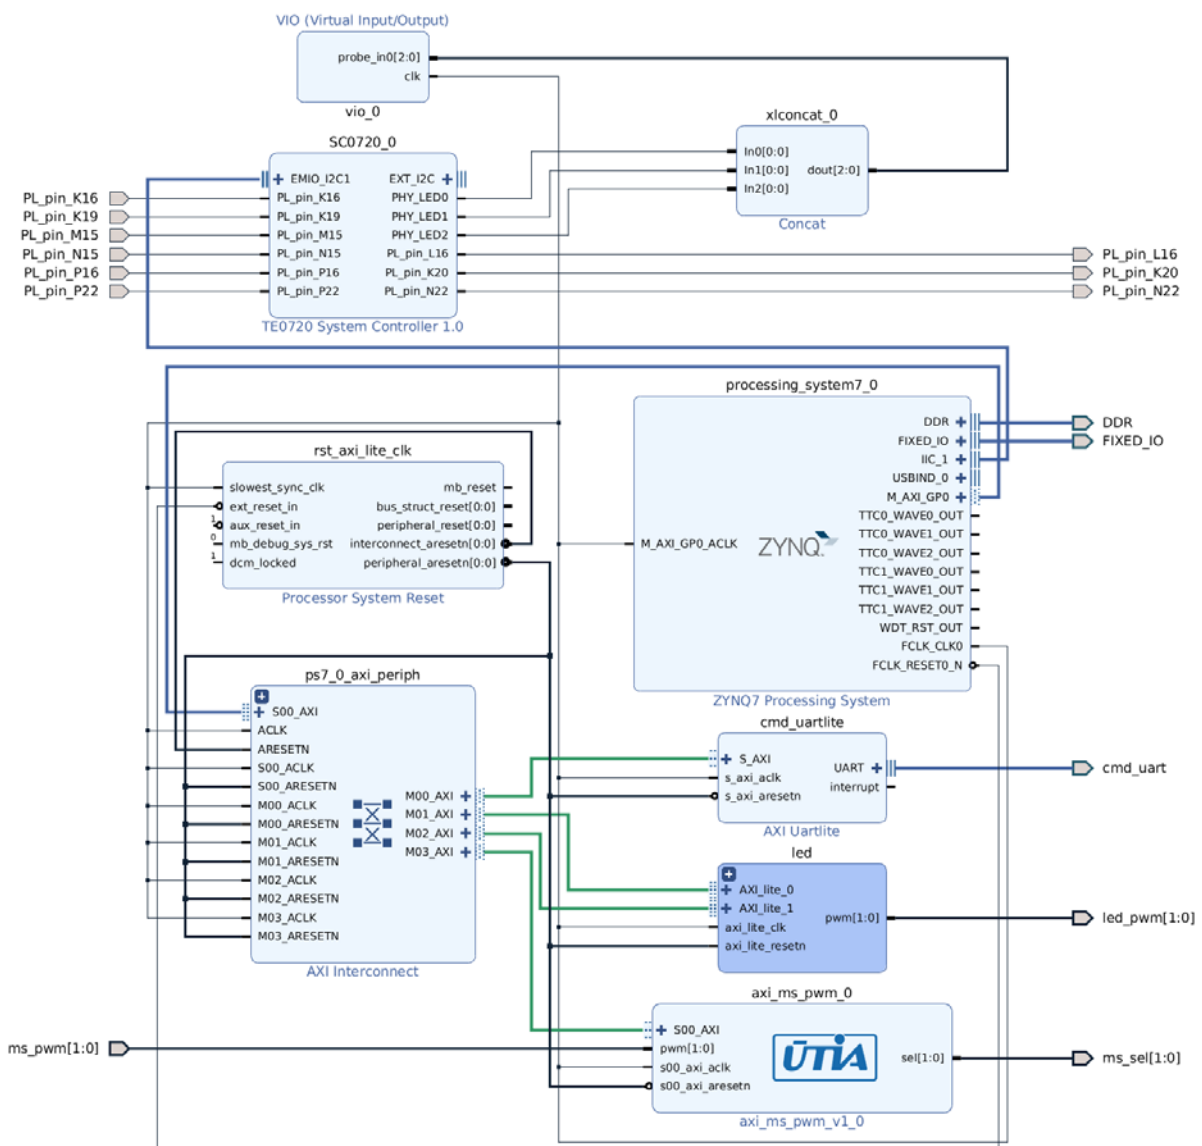 VIO (Virtual Input/Output)
probe_in0[2:0]
clk
vio_0
xlconcat_0
In0[0:0]
In1[0:0]
In2[0:0]
dout[2:0]
Concat
SC0720_0
EMIO_I2C1 EXT_I2C
PL_pin_K16 PL_pin_K16 PHY_LED0
PL_pin_K19 PL_pin_K19 PHY_LED1
PL_pin_M15 PL_pin_M15 PHY_LED2
PL_pin_N15 PL_pin_N15 PL_pin_L16 PL_pin_L16
PL_pin_P16 PL_pin_P16 PL_pin_K20 PL_pin_K20
PL_pin_P22 PL_pin_P22 PL_pin_N22 PL_pin_N22
TE0720 System Controller 1.0
processing_system7_0
DDR DDR
FIXED_IO FIXED_IO
IIC_1
USBIND_0
M_AXI_GP0
TTC0_WAVE0_OUT
TTC0_WAVE1_OUT
M_AXI_GP0_ACLK ZYNQ TTC0_WAVE2_OUT
TTC1_WAVE0_OUT
TTC1_WAVE1_OUT
TTC1_WAVE2_OUT
WDT_RST_OUT
FCLK_CLK0
FCLK_RESET0_N
ZYNQ7 Processing System
rst_axi_lite_clk
slowest_sync_clk mb_reset
ext_reset_in bus_struct_reset[0:0]
1 aux_reset_in peripheral_reset[0:0]
0 mb_debug_sys_rst interconnect_aresetn[0:0]
1 dcm_locked peripheral_aresetn[0:0]
Processor System Reset
ps7_0_axi_periph
S00_AXI
ACLK
ARESETN
S00_ACLK
S00_ARESETN
M00_ACLK M00_AXI
M00_ARESETN M01_AXI
M01_ACLK M02_AXI
M01_ARESETN M03_AXI
M02_ACLK
M02_ARESETN
M03_ACLK
M03_ARESETN
AXI Interconnect
cmd_uartlite
S_AXI
s_axi_aclk
s_axi_aresetn
UART cmd_uart
interrupt
AXI Uartlite
led
AXI_lite_0
AXI_lite_1
axi_lite_clk
axi_lite_resetn
pwm[1:0] led_pwm[1:0]
axi_ms_pwm_0
S00_AXI
ms_pwm[1:0] pwm[1:0]
s00_axi_aclk
s00_axi_aresetn
ŪTIA
sel[1:0] ms_sel[1:0]
axi_ms_pwm_v1_0